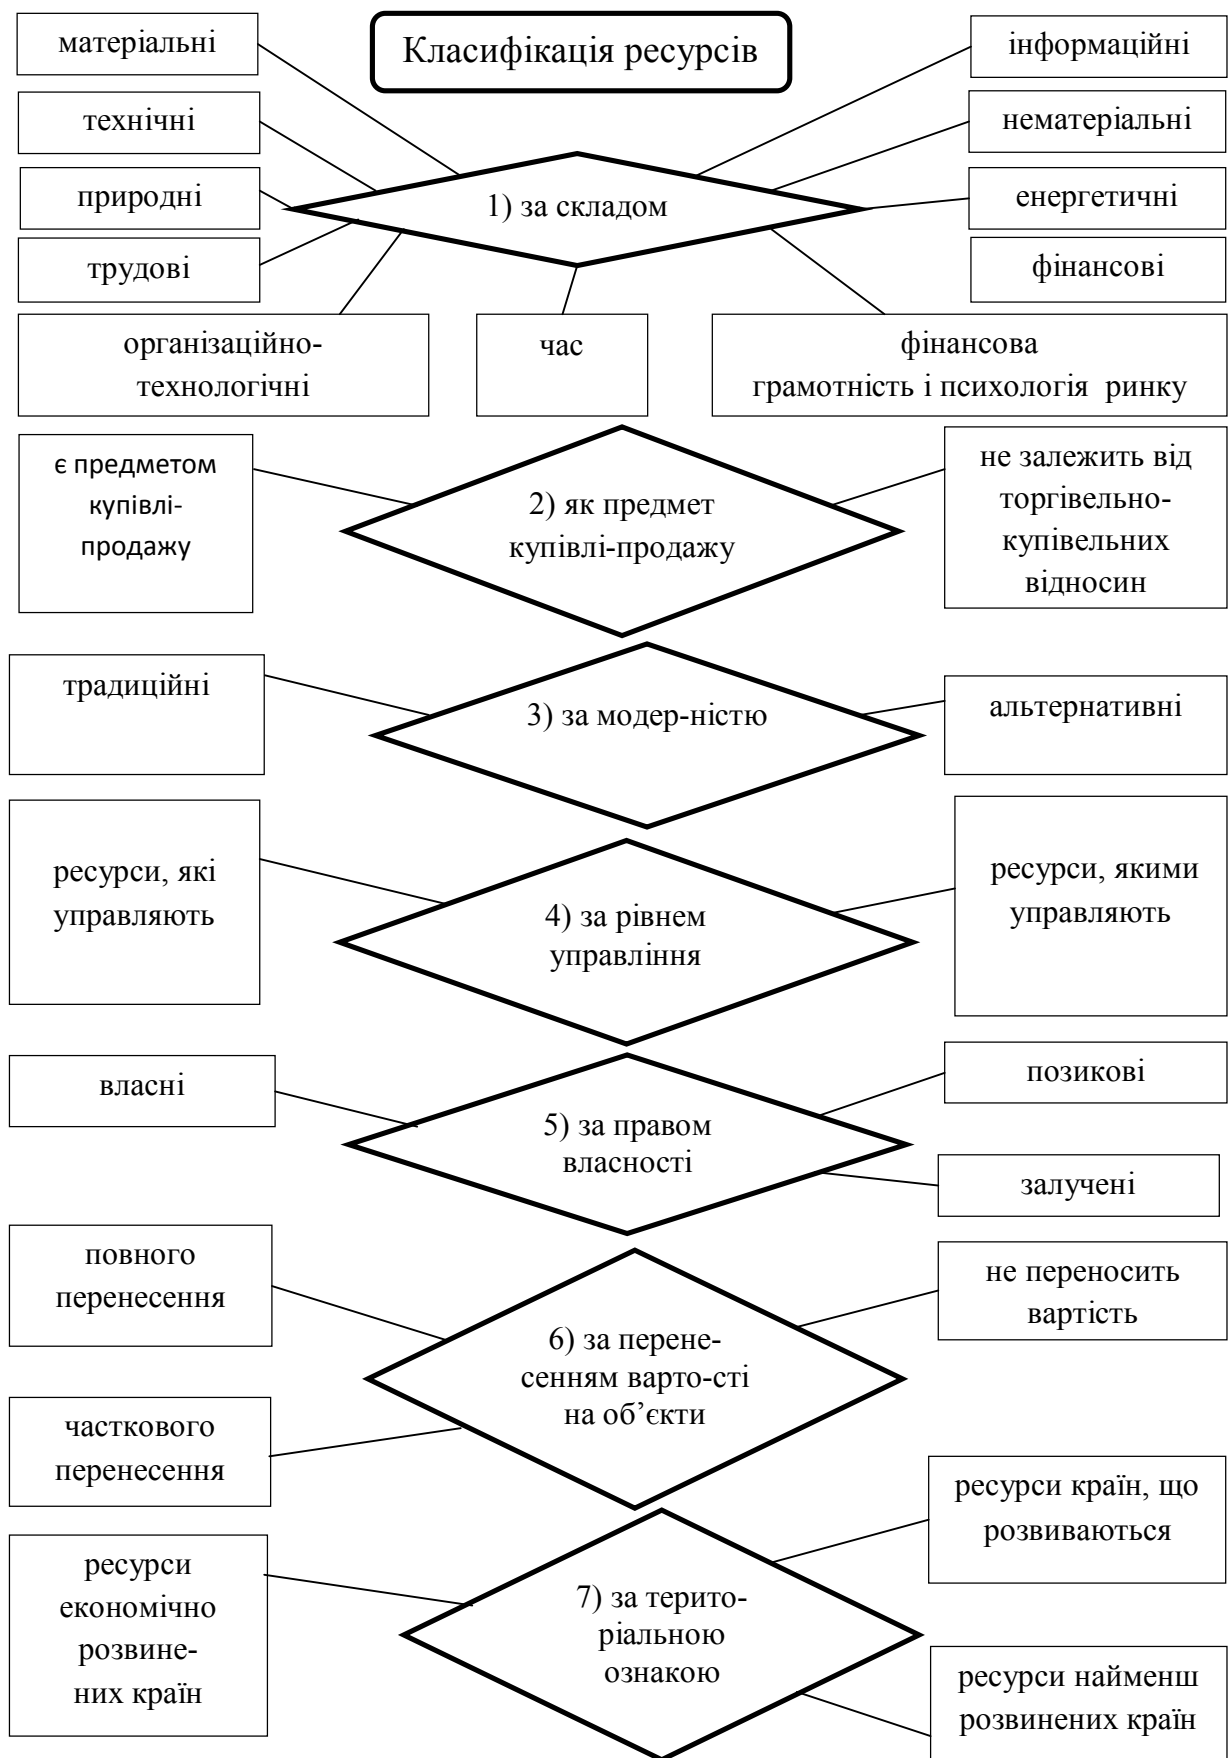 Класифікація ресурсів
матеріальні
технічні
природні
трудові
1) за складом
інформаційні
нематеріальні
енергетичні
фінансові
організаційно-
технологічні
час
фінансова
грамотність і психологія ринку
є предметом
купівлі-
продажу
2) як предмет
купівлі-продажу
не залежить від
торгівельно-
купівельних
відносин
традиційні
3) за модер-ністю
альтернативні
ресурси, які
управляють
4) за рівнем
управління
ресурси, якими
управляють
власні
5) за правом
власності
позикові
залучені
повного
перенесення
часткового
перенесення
6) за перене-
сенням варто-сті
на об’єкти
не переносить
вартість
ресурси
економічно
розвине-
них країн
7) за терито-
ріальною
ознакою
ресурси країн, що
розвиваються
ресурси найменш
розвинених країн